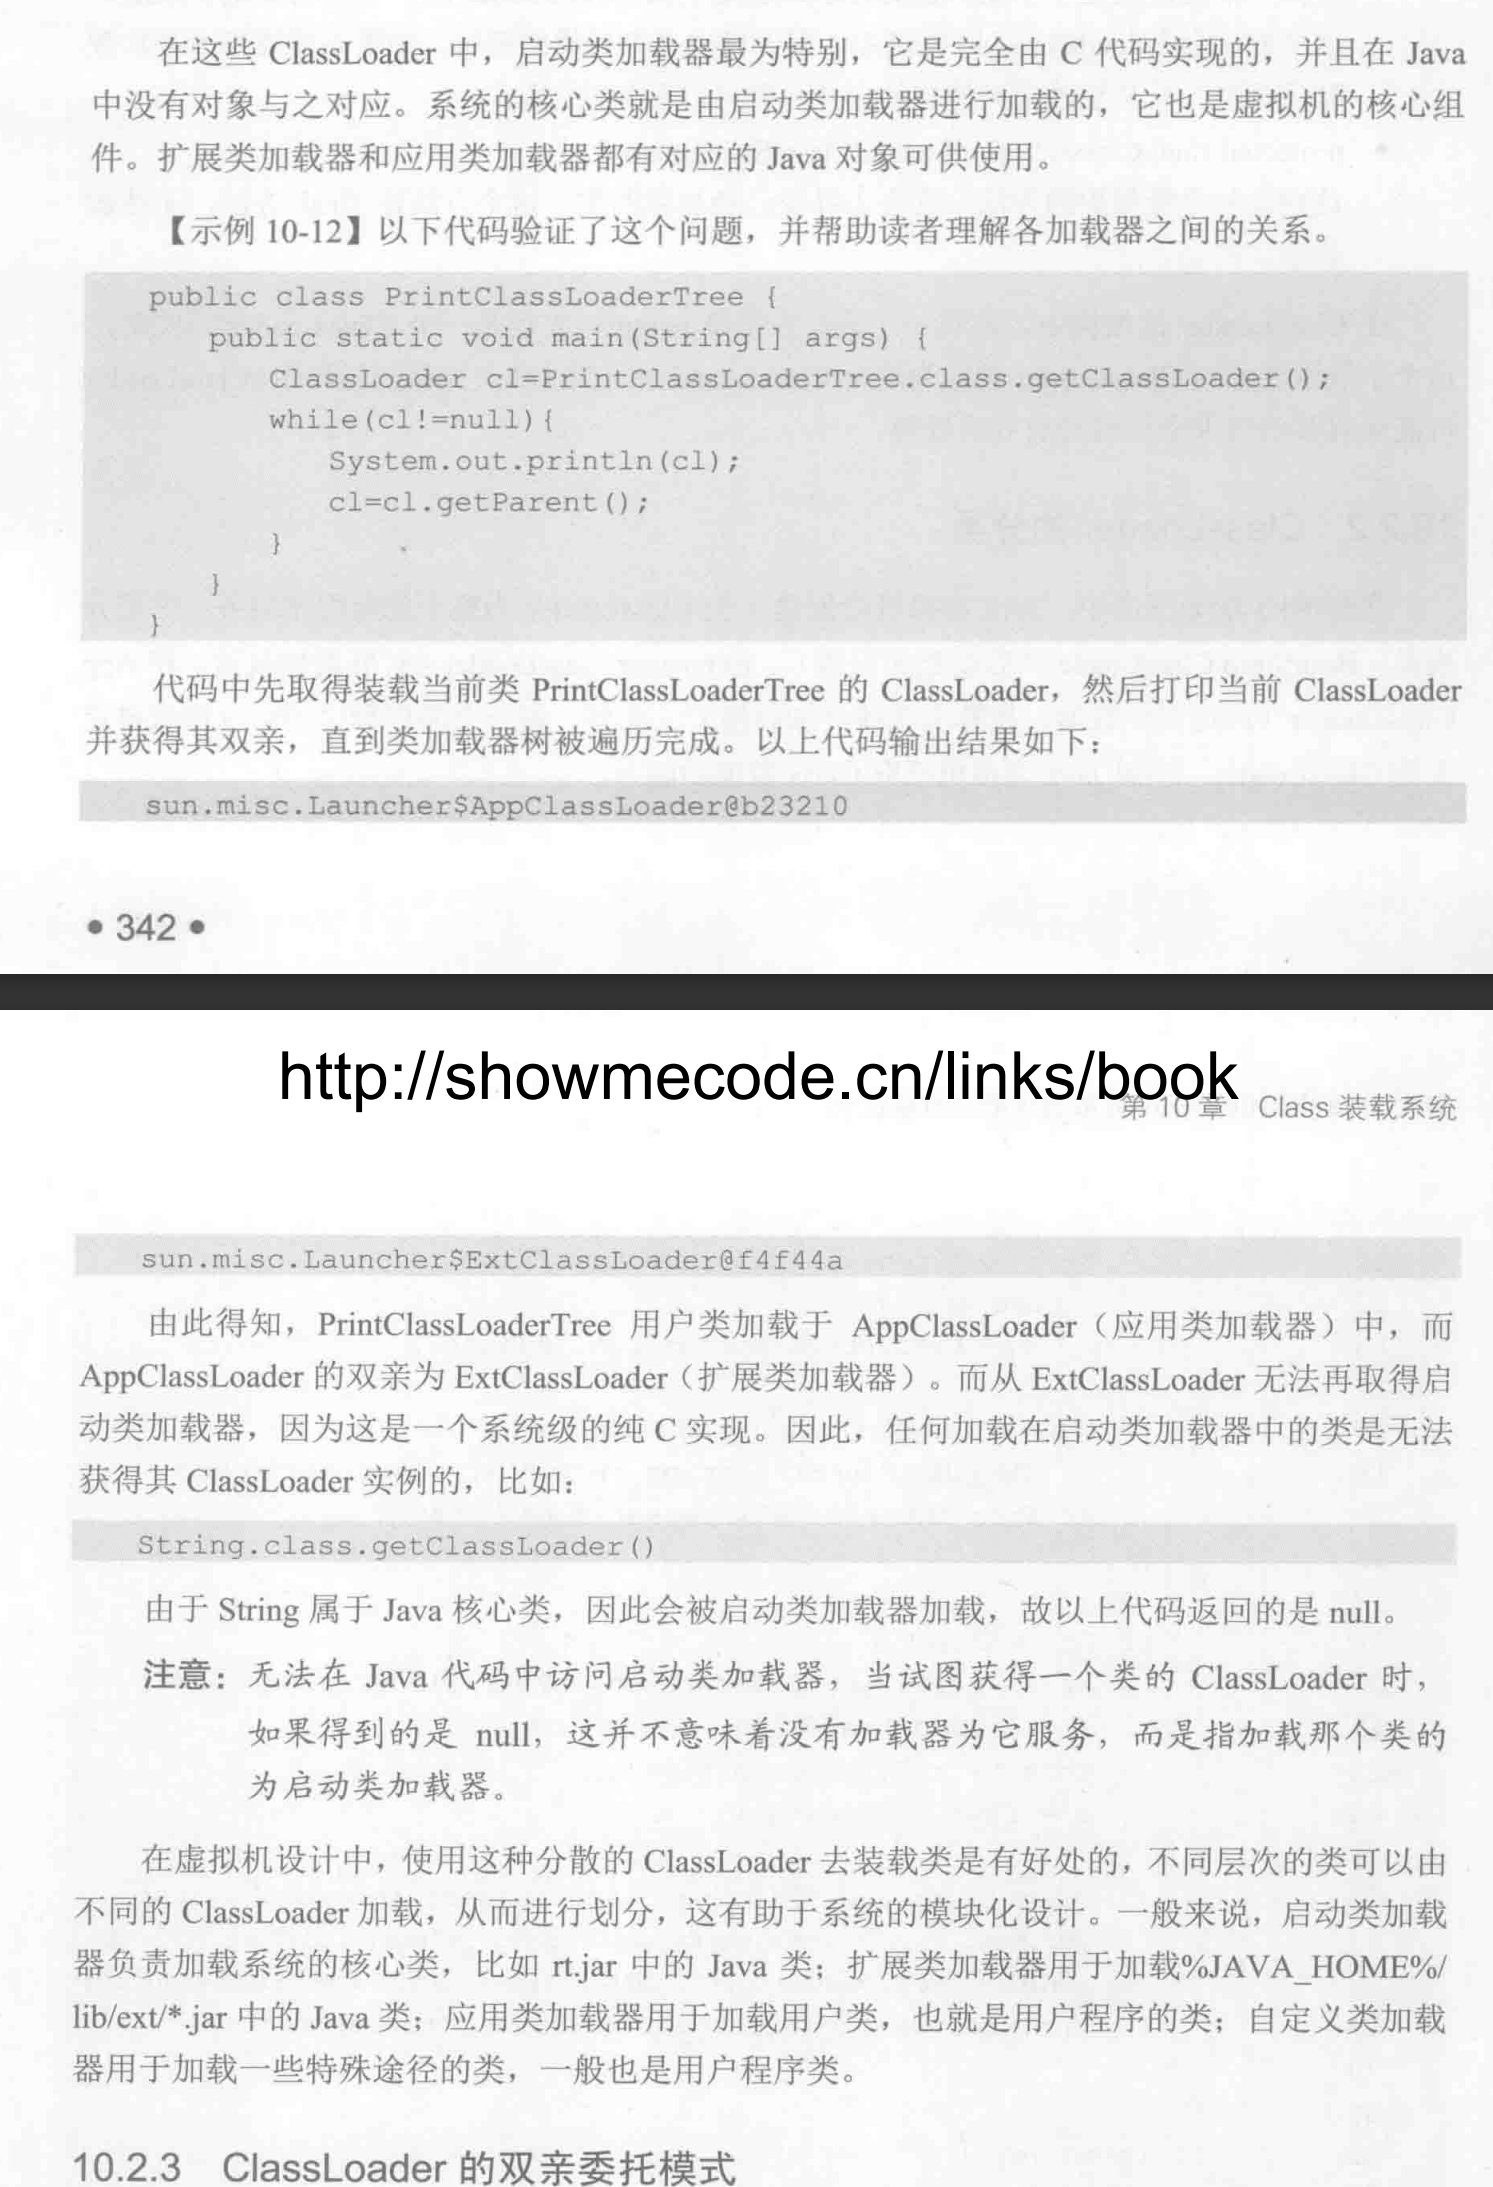 在这些 ClassLoader 中，启动类加载器最为特别，它是完全由 C 代码实现的，并且在 Java
中没有对象与之对应。系统的核心类就是由启动类加载器进行加载的，它也是虚拟机的核心组
件。扩展类加载器和应用类加载器都有对应的 Java 对象可供使用。
【示例 10-12】以下代码验证了这个问题，并帮助读者理解各加载器之间的关系。
public class PrintClassLoaderTree {
public static void main(String[] args) {
ClassLoader cl=PrintClassLoaderTree.class.getClassLoader();
while(cl!=null){
System.out.println(cl);
cl=cl.getParent();
}
}
}
代码中先取得装载当前类 PrintClassLoaderTree 的 ClassLoader，然后打印当前 ClassLoader
并获得其双亲，直到类加载器树被遍历完成。以上代码输出结果如下：
sun.misc.Launcher$AppClassLoader@b23210
• 342 •
http://showmecode.cn/links/book
第 10 章 Class 装载系统
sun.misc.Launcher$ExtClassLoader@f4f44a
由此得知，PrintClassLoaderTree 用户类加载于 AppClassLoader（应用类加载器）中，而
AppClassLoader 的双亲为 ExtClassLoader（扩展类加载器）。而从 ExtClassLoader 无法再取得启
动类加载器，因为这是一个系统级的纯 C 实现。因此，任何加载在启动类加载器中的类是无法
获得其 ClassLoader 实例的，比如：
String.class.getClassLoader()
由于 String 属于 Java 核心类，因此会被启动类加载器加载，故以上代码返回的是 null。
注意：无法在 Java 代码中访问启动类加载器，当试图获得一个类的 ClassLoader 时，
如果得到的是 null，这并不意味着没有加载器为它服务，而是指加载那个类的
为启动类加载器。
在虚拟机设计中，使用这种分散的 ClassLoader 去装载类是有好处的，不同层次的类可以由
不同的 ClassLoader 加载，从而进行划分，这有助于系统的模块化设计。一般来说，启动类加载
器负责加载系统的核心类，比如 rt.jar 中的 Java 类；扩展类加载器用于加载%JAVA_HOME%/
lib/ext/*.jar 中的 Java 类；应用类加载器用于加载用户类，也就是用户程序的类；自定义类加载
器用于加载一些特殊途径的类，一般也是用户程序类。
10.2.3 ClassLoader 的双亲委托模式